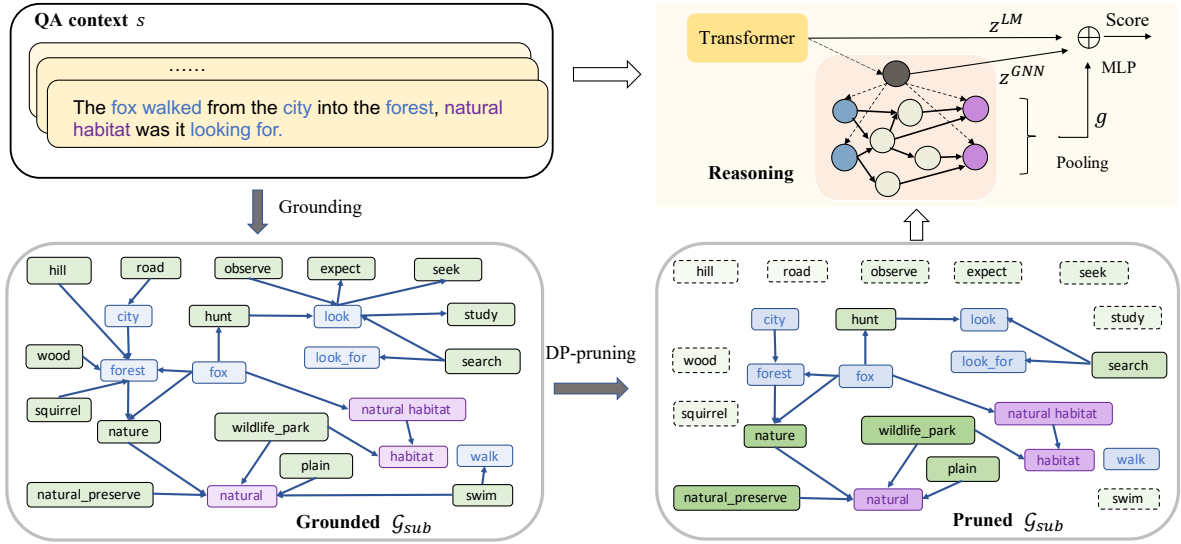 QA context s
......
The fox walked from the city into the forest, natural
habitat was it looking for.
Transformer
z^{LM}
Score
z^{GNN}
MLP
g
Pooling
Reasoning
Grounding
hill
road
observe
expect
seek
city
hunt
look
study
wood
forest
fox
look_for
search
squirrel
nature
wildlife_park
natural habitat
habitat
walk
plain
natural_preserve
natural
swim
Grounded 𝒢_{sub}
DP-pruning
hill
road
observe
expect
seek
city
hunt
look
study
wood
forest
fox
look_for
search
squirrel
nature
wildlife_park
natural habitat
habitat
walk
plain
natural_preserve
natural
swim
Pruned 𝒢_{sub}